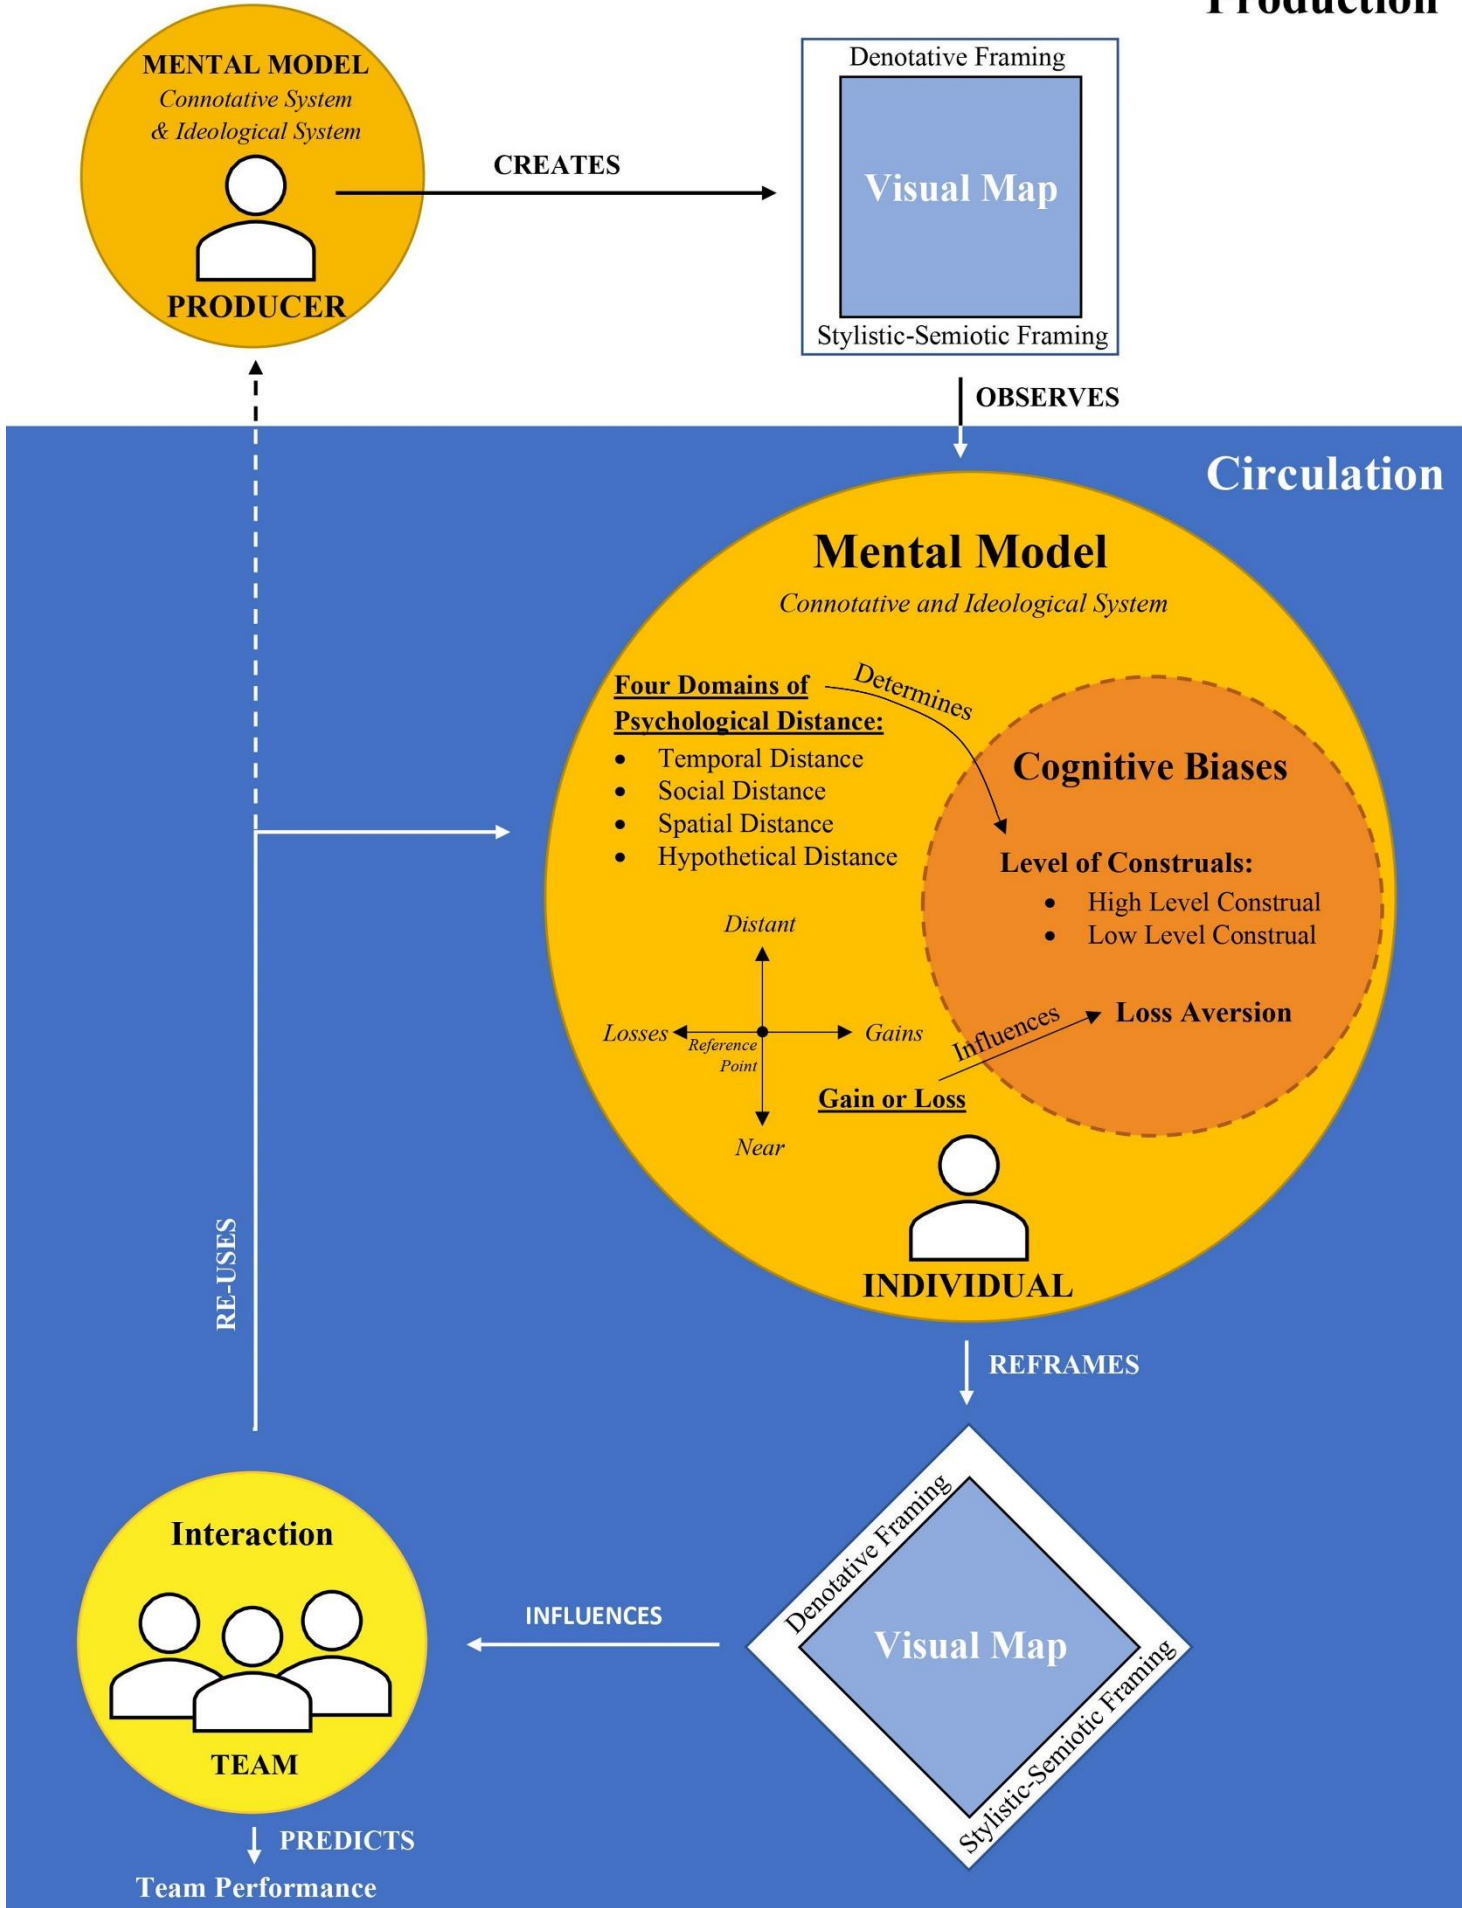 Production
MENTAL MODEL
Connotative System
& Ideological System
PRODUCER
CREATES
Denotative Framing
Visual Map
Stylistic-Semiotic Framing
OBSERVES
Circulation
Mental Model
Connotative and Ideological System
Four Domains of
Psychological Distance:
• Temporal Distance
• Social Distance
• Spatial Distance
• Hypothetical Distance
Determines
Cognitive Biases
Level of Construals:
• High Level Construal
• Low Level Construal
Distant
Losses
Reference
Point
Gains
Near
Influences
Loss Aversion
Gain or Loss
INDIVIDUAL
RE-USES
REFRAMES
Denotative Framing
Visual Map
Stylistic-Semiotic Framing
INFLUENCES
Interaction
TEAM
PREDICTS
Team Performance